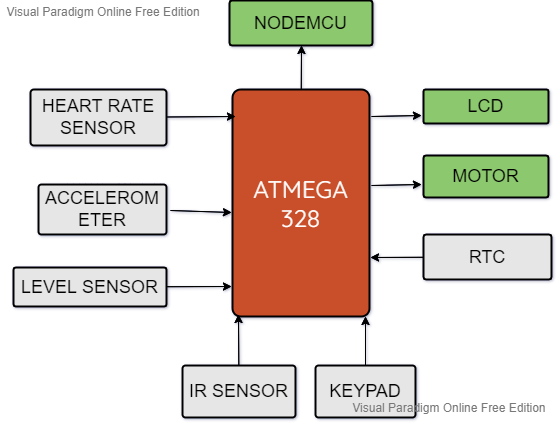 Visual Paradigm Online Free Edition
NODEMCU
HEART RATE
SENSOR
LCD
ATMEGA
328
MOTOR
ACCELEROM
ETER
RTC
LEVEL SENSOR
IR SENSOR
KEYPAD
Visual Paradigm Online Free Edition